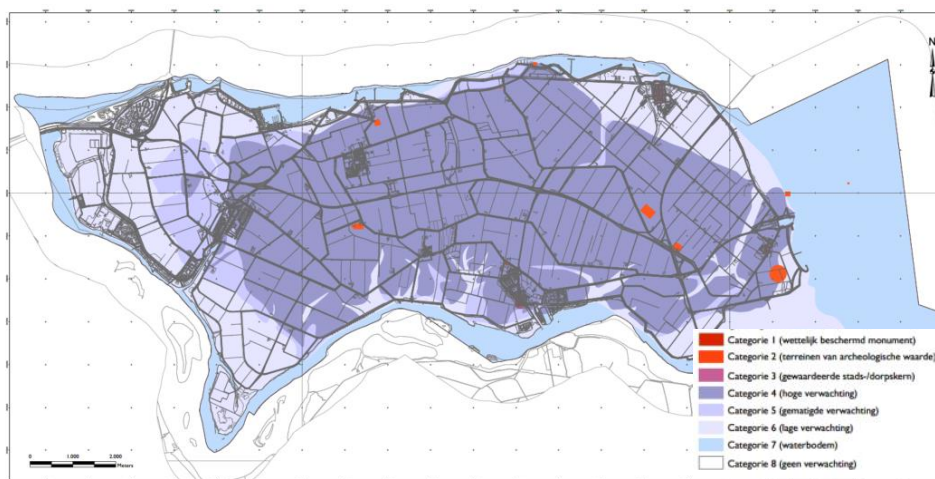 N
Categorie 1 (wettelijk beschermd monument)
Categorie 2 (terreinen van archeologische waarde)
Categorie 3 (gewaardeerde stads-/dorpskern)
Categorie 4 (hoge verwachting)
Categorie 5 (gematigde verwachting)
Categorie 6 (lage verwachting)
Categorie 7 (waterbodem)
Categorie 8 (geen verwachting)
0 1.000 2.000
Meters